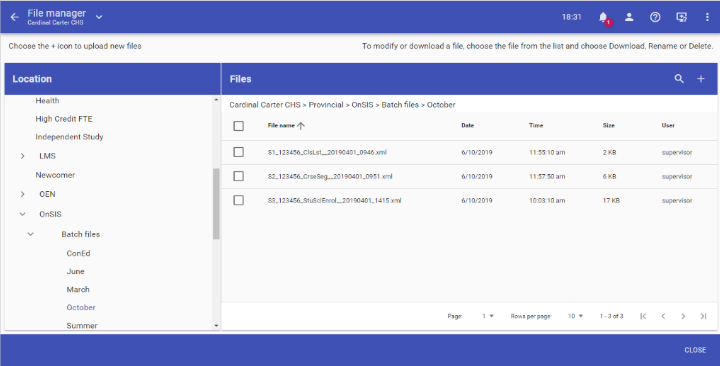 File manager
Cardinal Carter CHS
18:31
1
Choose the + icon to upload new files
To modify or download a file, choose the file from the list and choose Download, Rename or Delete.
Location
Health
High Credit FTE
Independent Study
LMS
Newcomer
OEN
OnSIS
Batch files
ConEd
June
March
October
Summer
Files
Cardinal Carter CHS > Provincial > OnSIS > Batch files > October
File name Date Time Size User
S1_123456_ClsLst__20190401_0946.xml 6/10/2019 11:55:10 am 2 KB supervisor
S2_123456_CrseSeg__20190401_0951.xml 6/10/2019 11:57:50 am 6 KB supervisor
S3_123456_StuSclEnrol__20190401_1415.xml 6/10/2019 10:03:10 am 17 KB supervisor
Page: 1 Rows per page: 10 1 - 3 of 3
CLOSE